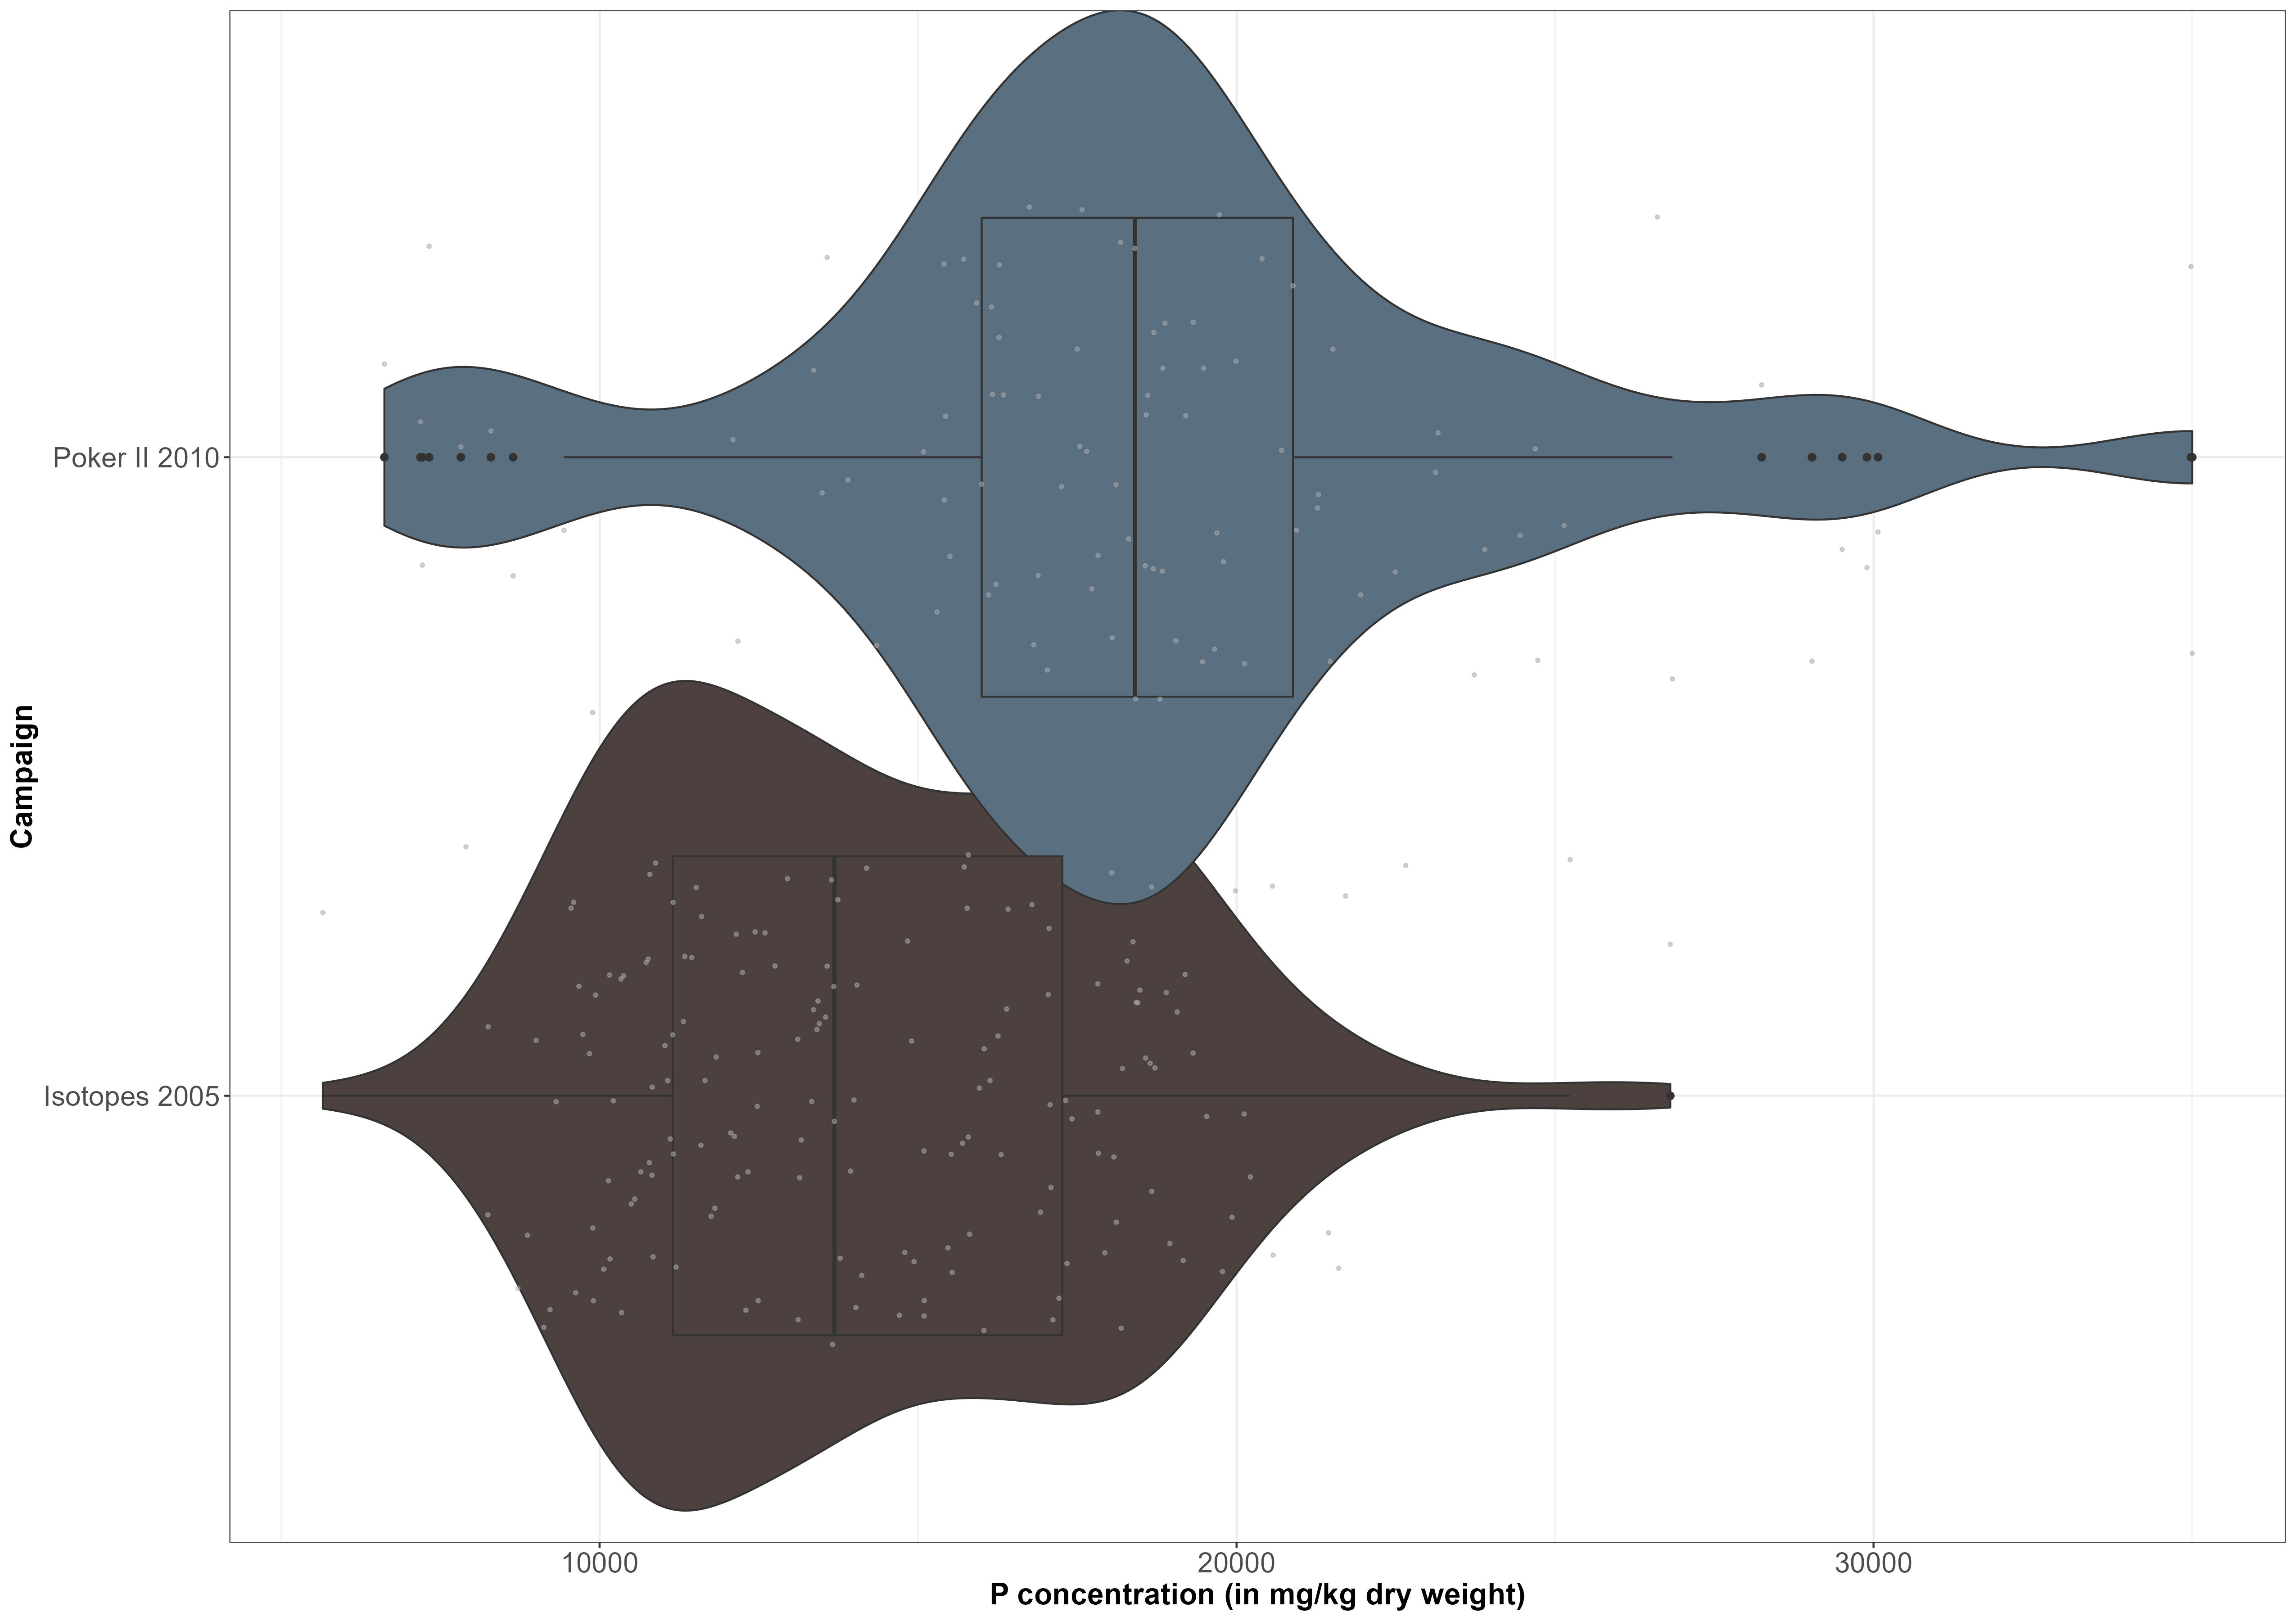 Poker II 2010
Campaign
Isotopes 2005
10000 20000 30000
P concentration (in mg/kg dry weight)